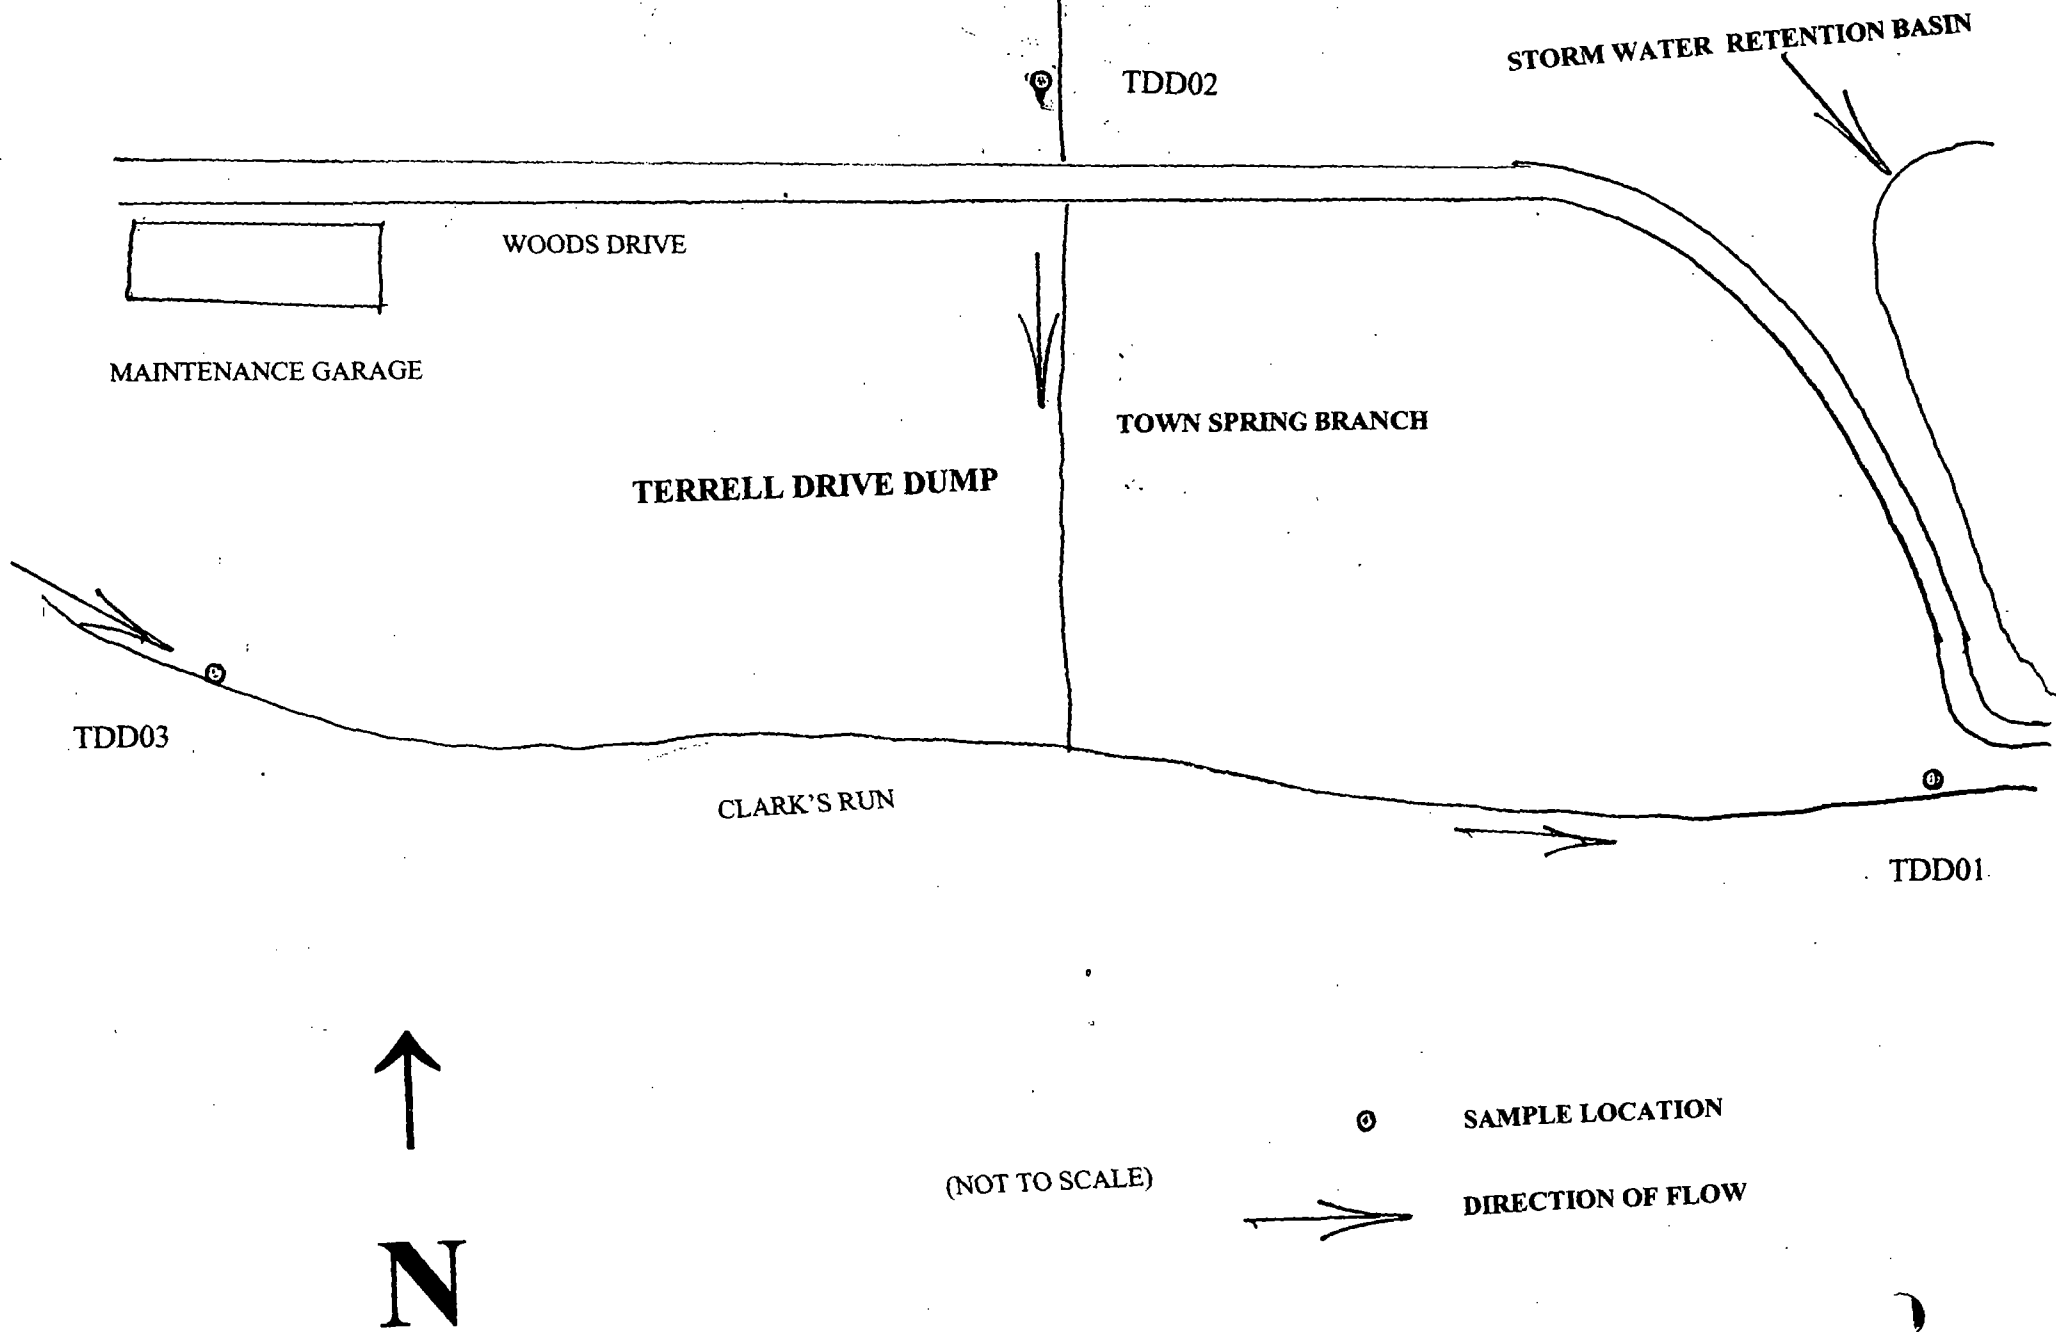 STORM WATER RETENTION BASIN
TDD02
WOODS DRIVE
MAINTENANCE GARAGE
TOWN SPRING BRANCH
TERRELL DRIVE DUMP
TDD03
CLARK'S RUN
TDD01
SAMPLE LOCATION
(NOT TO SCALE)
DIRECTION OF FLOW
N